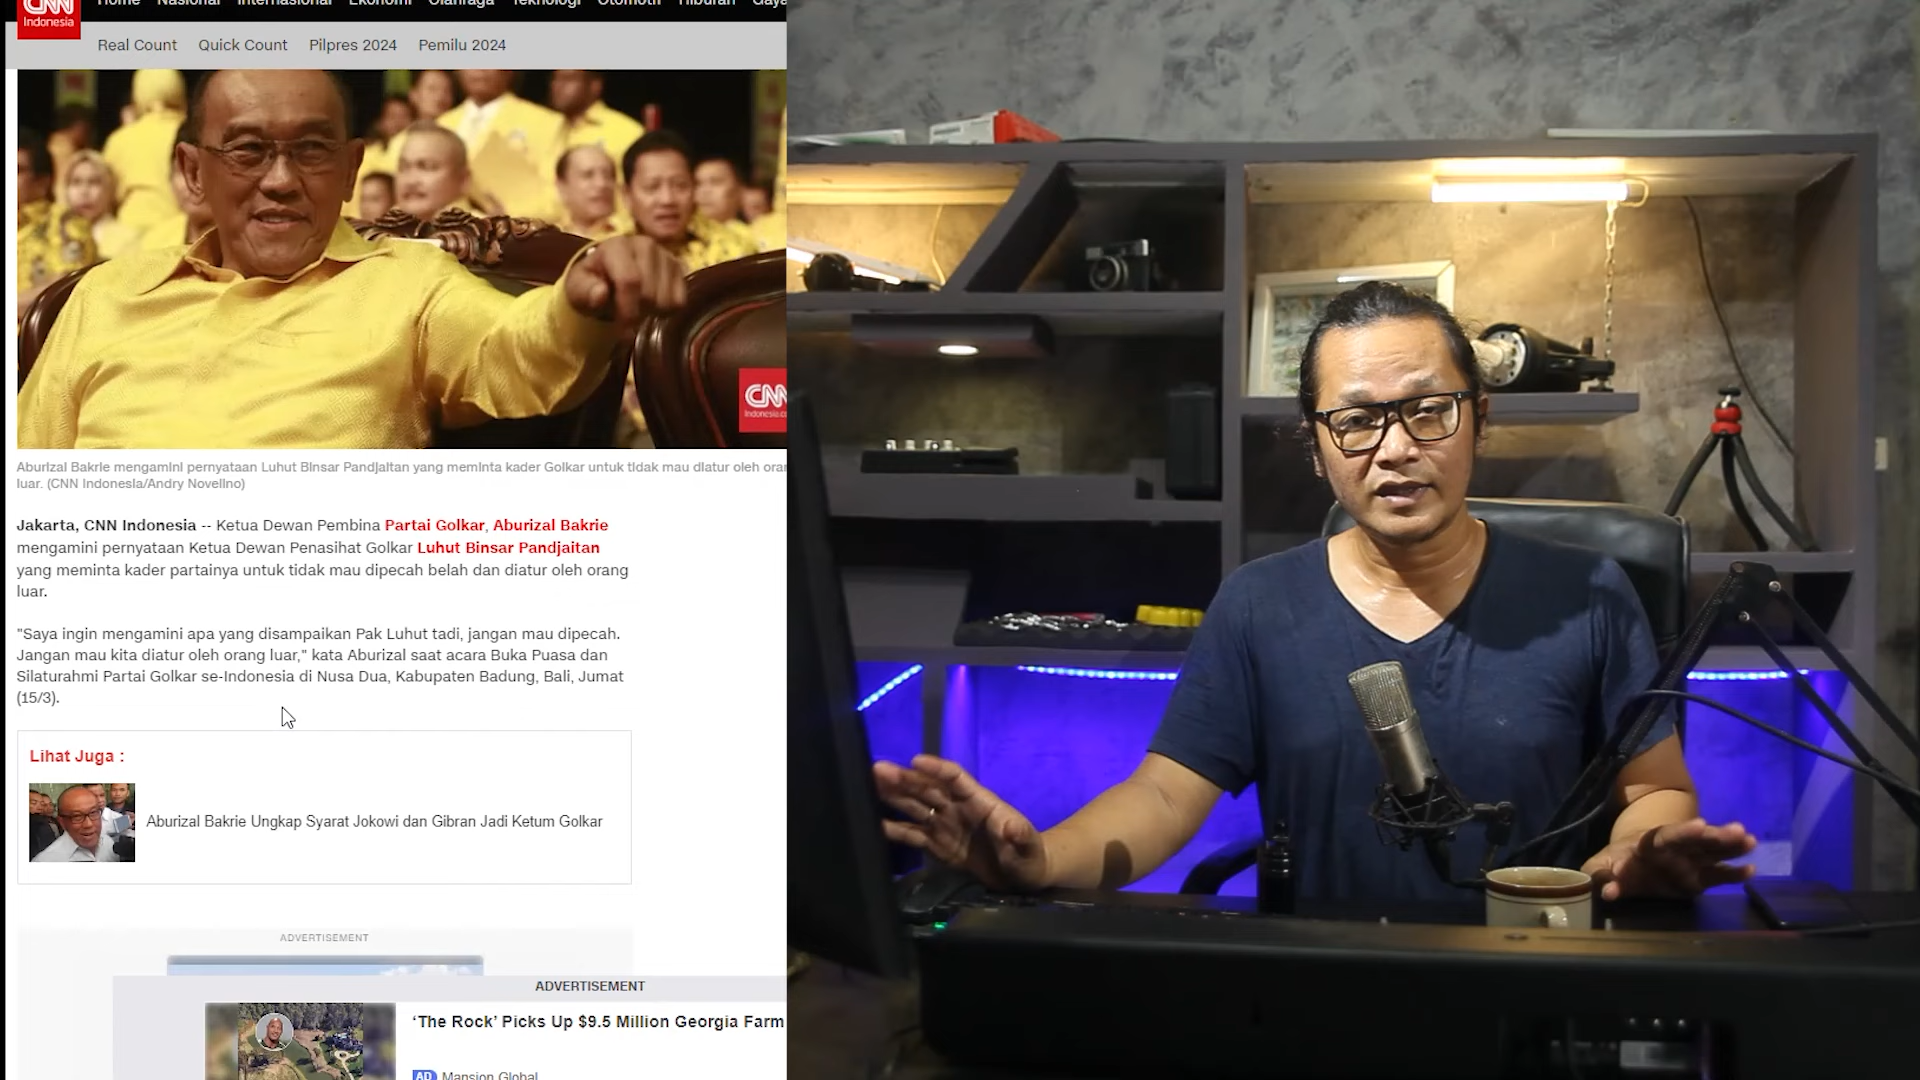 CNN
Indonesia
Home Nasional Internasional Ekonomi Olahraga Teknologi Otomotif Hiburan Gaya
Real Count Quick Count Pilpres 2024 Pemilu 2024
CNN
Indonesia.co
Aburizal Bakrie mengamini pernyataan Luhut Binsar Pandjaitan yang meminta kader Golkar untuk tidak mau diatur oleh oran
luar. (CNN Indonesia/Andry Novelino)
Jakarta, CNN Indonesia -- Ketua Dewan Pembina Partai Golkar, Aburizal Bakrie
mengamini pernyataan Ketua Dewan Penasihat Golkar Luhut Binsar Pandjaitan
yang meminta kader partainya untuk tidak mau dipecah belah dan diatur oleh orang
luar.
"Saya ingin mengamini apa yang disampaikan Pak Luhut tadi, jangan mau dipecah.
Jangan mau kita diatur oleh orang luar," kata Aburizal saat acara Buka Puasa dan
Silaturahmi Partai Golkar se-Indonesia di Nusa Dua, Kabupaten Badung, Bali, Jumat
(15/3).
Lihat Juga :
Aburizal Bakrie Ungkap Syarat Jokowi dan Gibran Jadi Ketum Golkar
ADVERTISEMENT
ADVERTISEMENT
‘The Rock’ Picks Up $9.5 Million Georgia Farm
AD Mansion Global